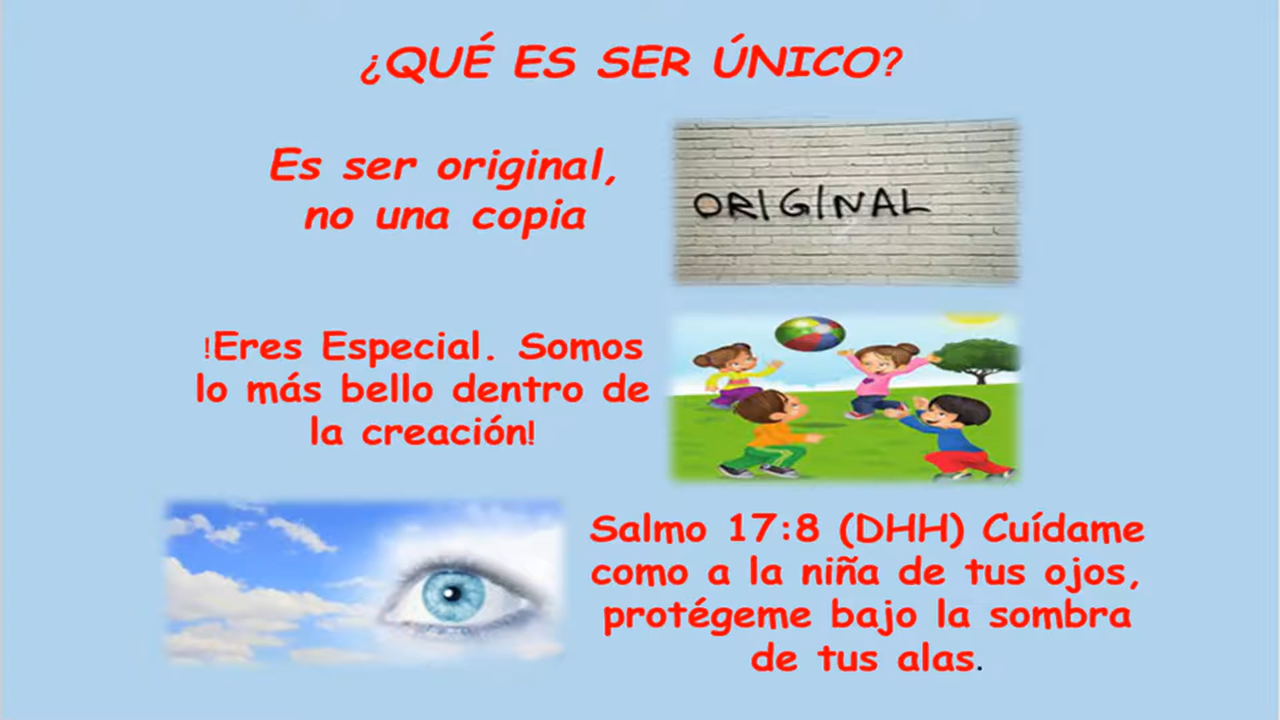 ¿QUÉ ES SER ÚNICO?
Es ser original,
no una copia
ORIGINAL
!Eres Especial. Somos
lo más bello dentro de
la creación!
Salmo 17:8 (DHH) Cuídame
como a la niña de tus ojos,
protégeme bajo la sombra
de tus alas.